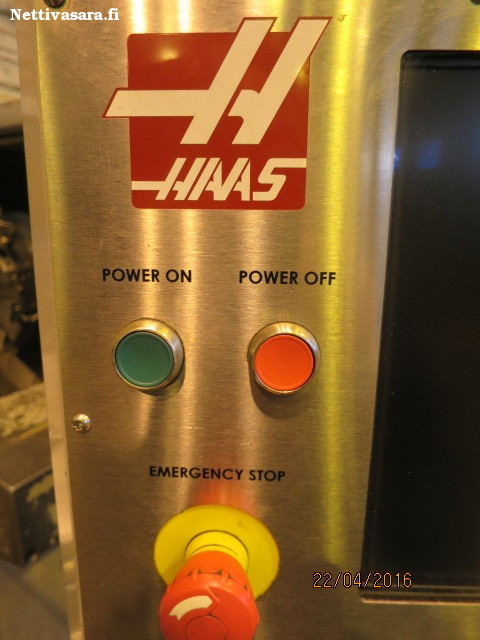 Nettivasara.fi
HAAS
POWER ON POWER OFF
EMERGENCY STOP
22/04/2016